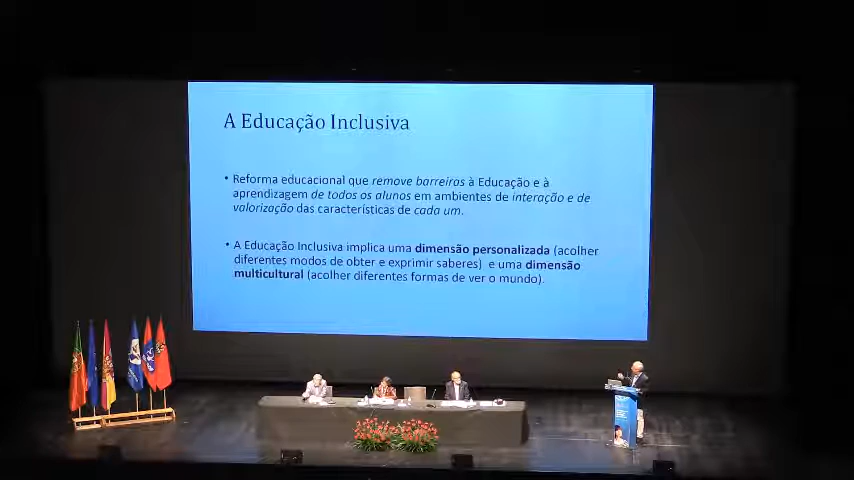 A Educação Inclusiva
• Reforma educacional que remove barreiras à Educação e à
aprendizagem de todos os alunos em ambientes de interação e de
valorização das características de cada um.
• A Educação Inclusiva implica uma dimensão personalizada (acolher
diferentes modos de obter e exprimir saberes) e uma dimensão
multicultural (acolher diferentes formas de ver o mundo).